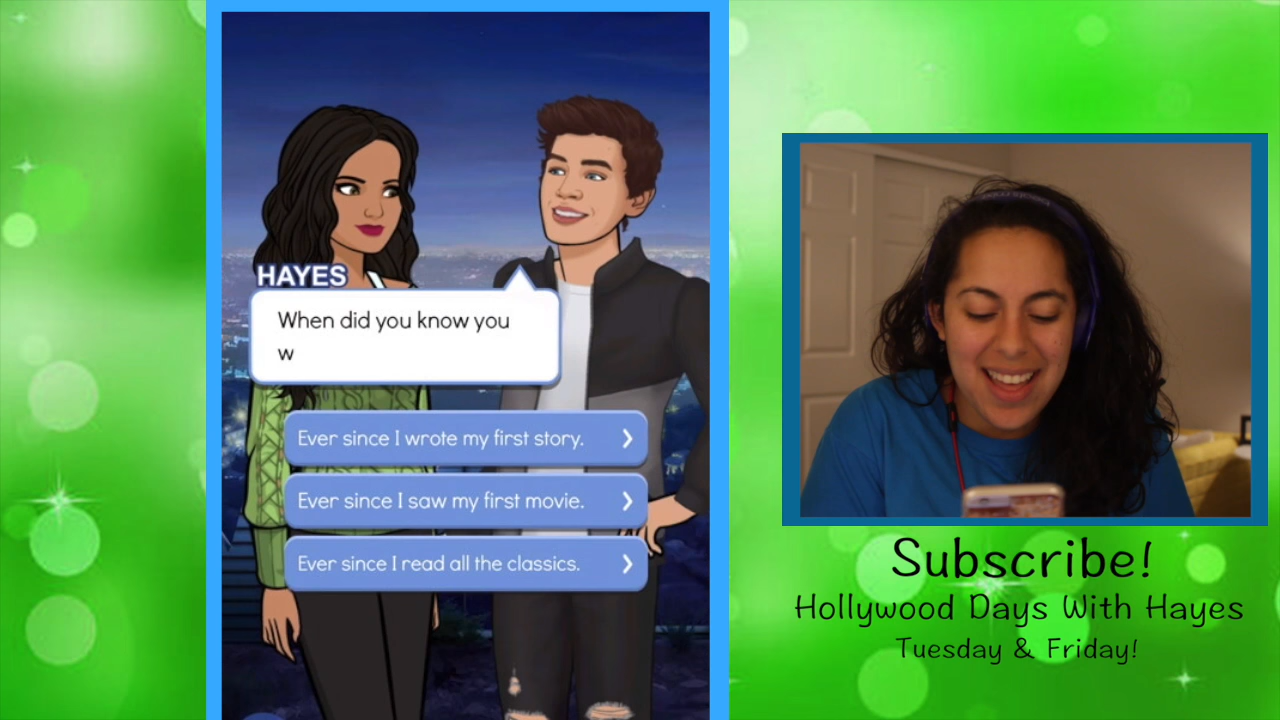 HAYES
When did you know you
w
Ever since I wrote my first story.
Ever since I saw my first movie.
Ever since I read all the classics.
Subscribe!
Hollywood Days With Hayes
Tuesday & Friday!